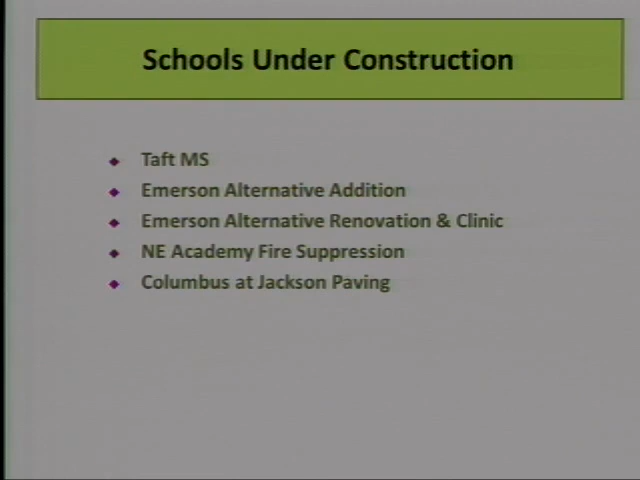 Schools Under Construction
Taft MS
Emerson Alternative Addition
Emerson Alternative Renovation & Clinic
NE Academy Fire Suppression
Columbus at Jackson Paving